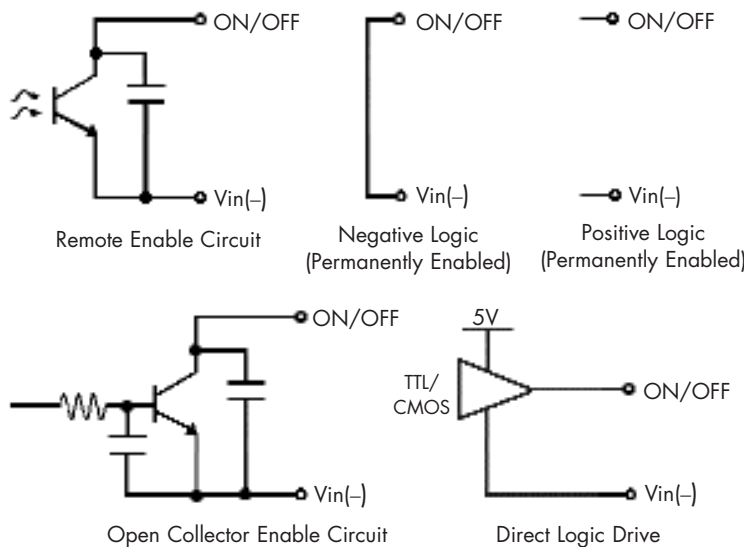 ON/OFF
Vin(–)
Remote Enable Circuit
ON/OFF
Vin(–)
Negative Logic
(Permanently Enabled)
ON/OFF
Vin(–)
Positive Logic
(Permanently Enabled)
ON/OFF
Vin(–)
Open Collector Enable Circuit
5V
TTL/
CMOS
ON/OFF
Vin(–)
Direct Logic Drive